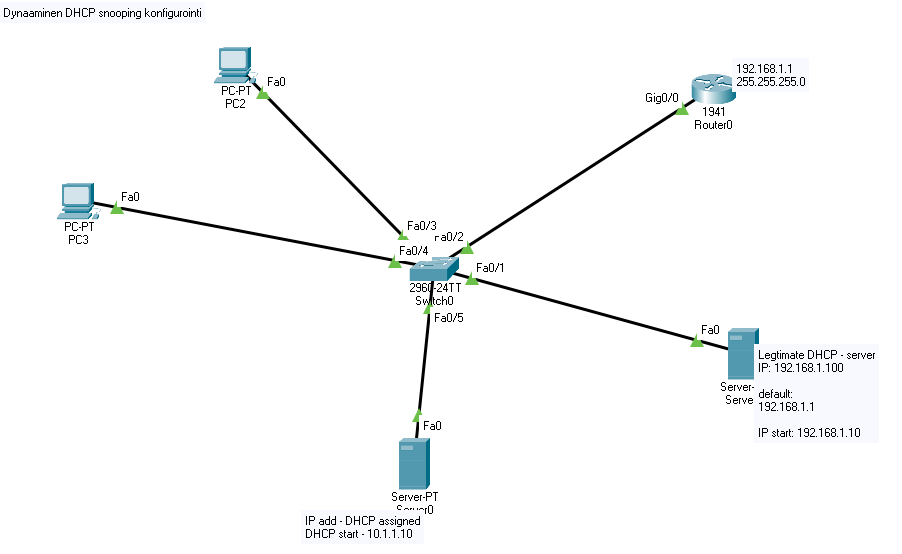 Dynaaminen DHCP snooping konfigurointi
PC-PT
PC2
Fa0
192.168.1.1
255.255.255.0
Gig0/0
1941
Router0
PC-PT
PC3
Fa0
Fa0/3
Fa0/2
Fa0/4
Fa0/1
2960-24TT
Switch0
Fa0/5
Fa0
Legtimate DHCP - server
IP: 192.168.1.100
Server-
Serve
default:
192.168.1.1
IP start: 192.168.1.10
Fa0
Server-PT
Server0
IP add - DHCP assigned
DHCP start - 10.1.1.10